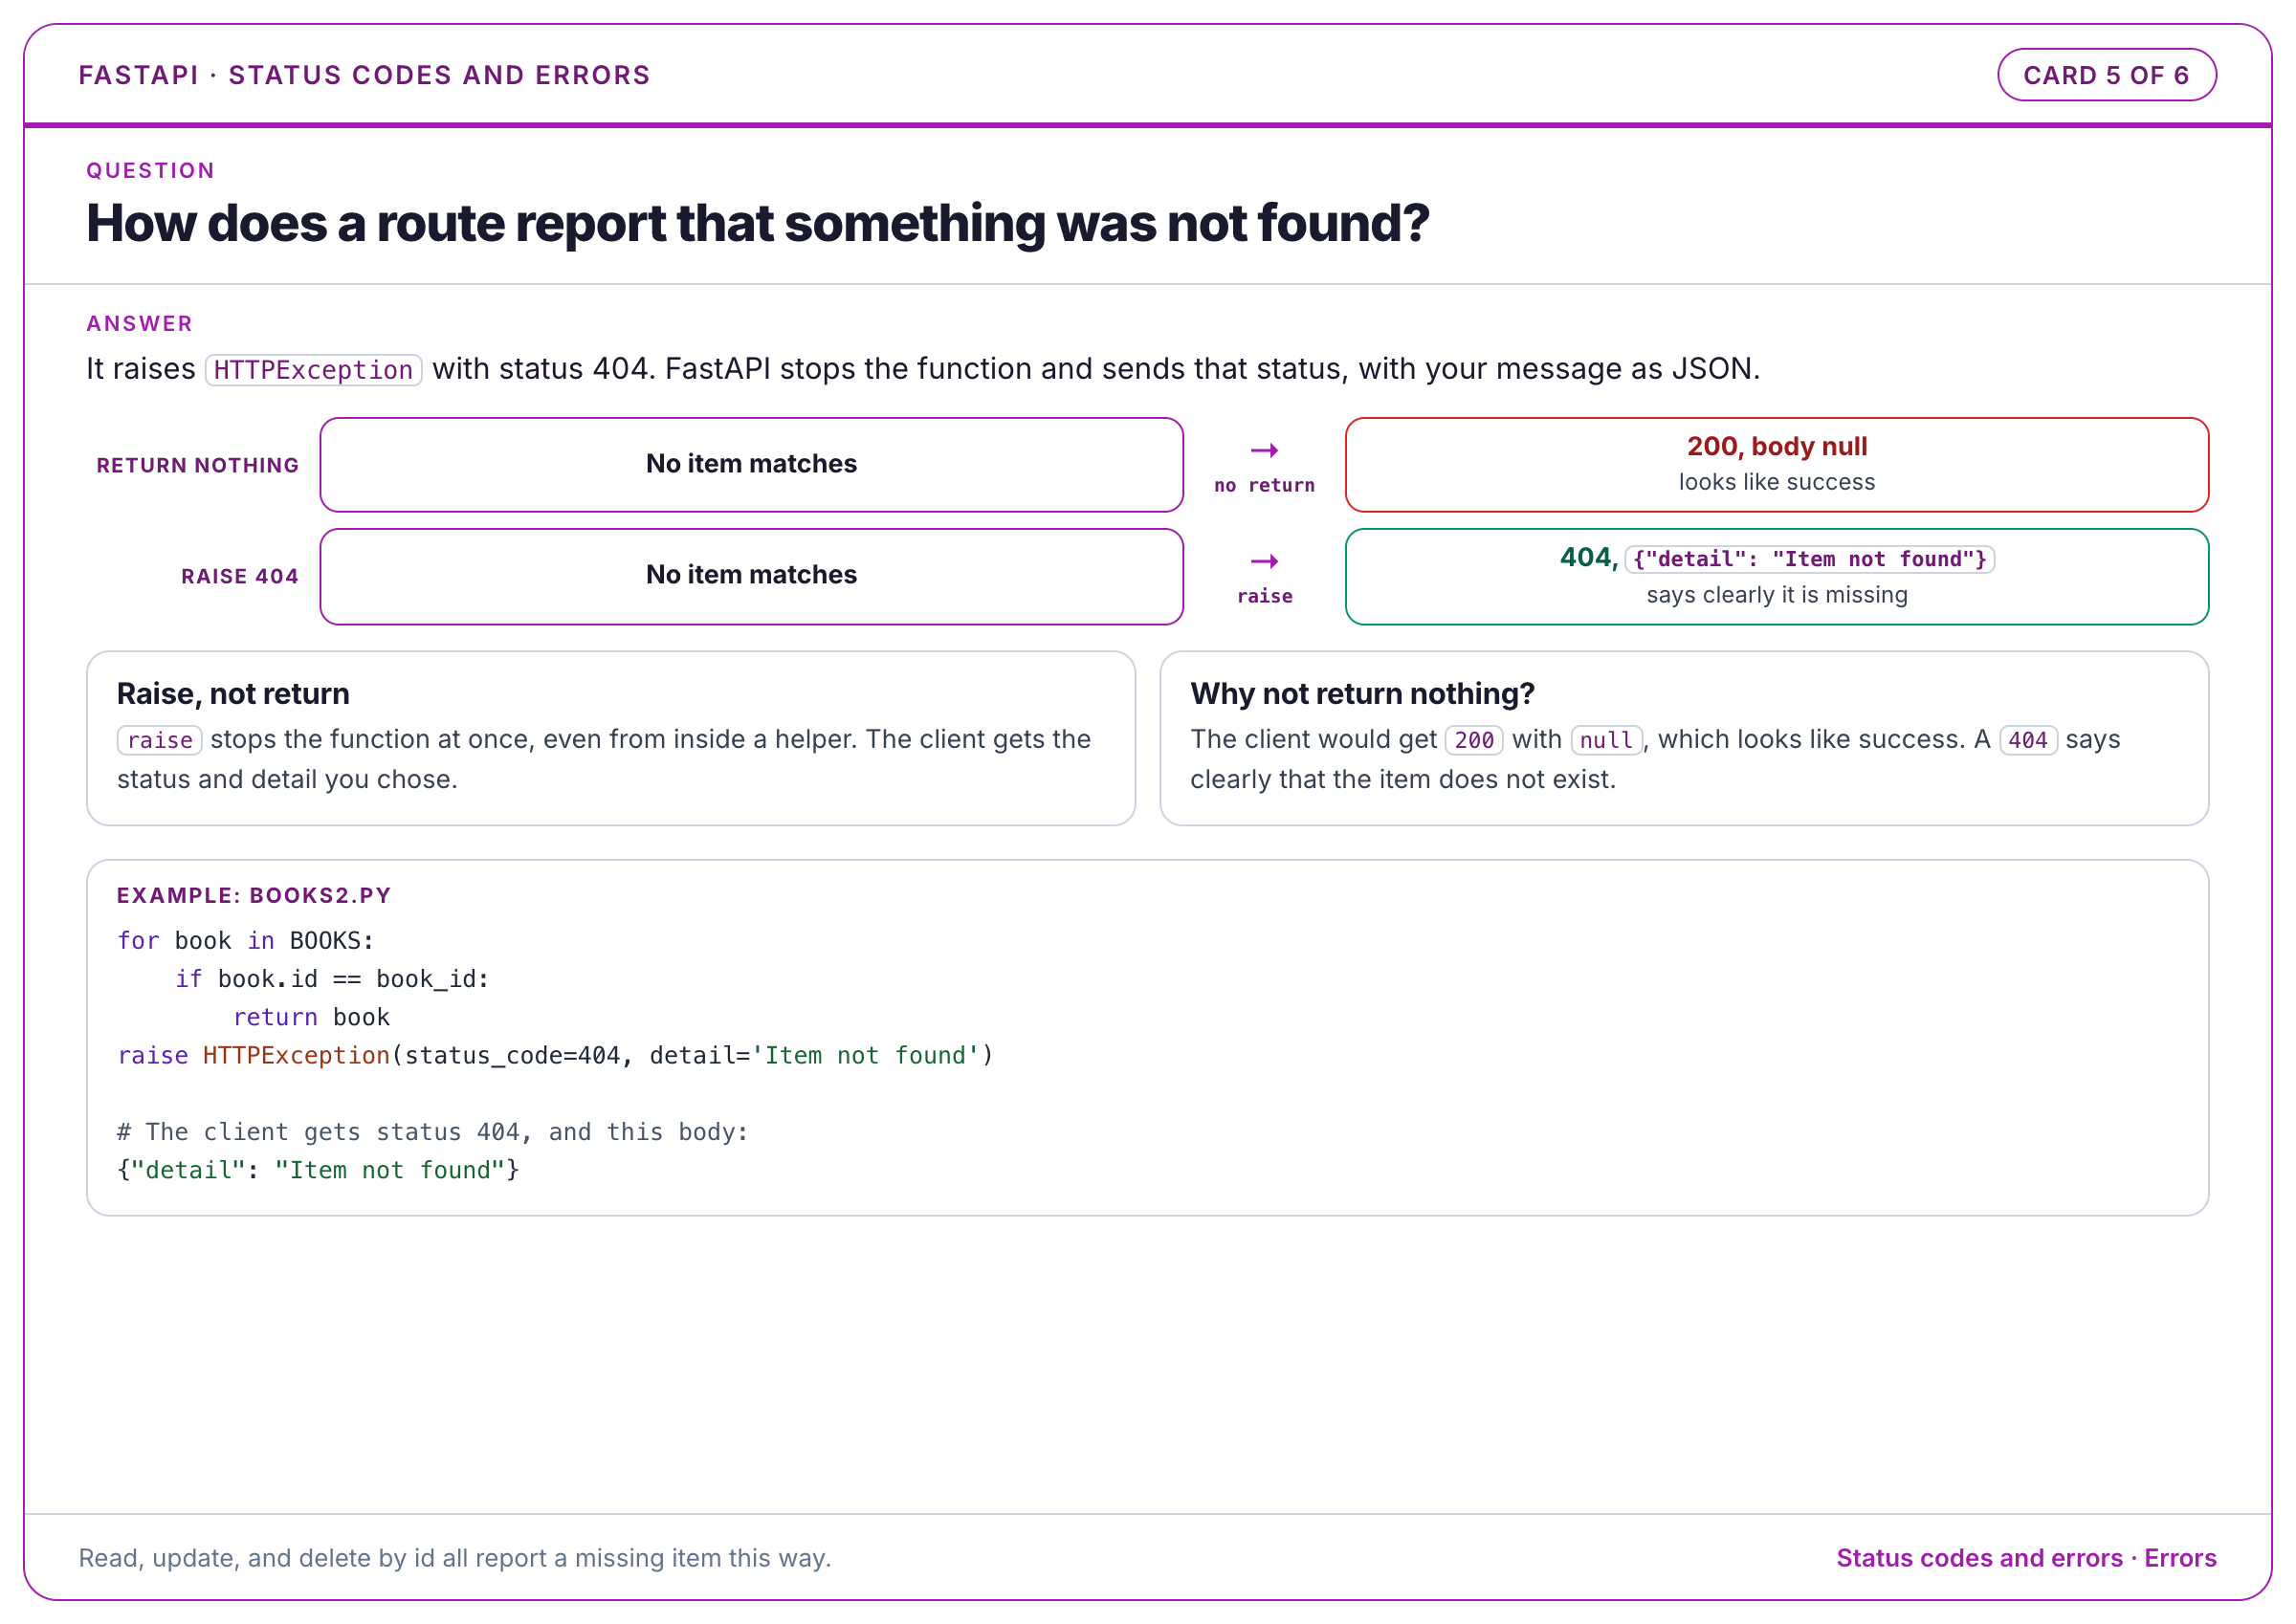 FASTAPI · STATUS CODES AND ERRORS
CARD 5 OF 6
QUESTION
How does a route report that something was not found?
ANSWER
It raises HTTPException with status 404. FastAPI stops the function and sends that status, with your message as JSON.
RETURN NOTHING
No item matches
→
no return
200, body null
looks like success
RAISE 404
No item matches
→
raise
404, {"detail": "Item not found"}
says clearly it is missing
Raise, not return
raise stops the function at once, even from inside a helper. The client gets the
status and detail you chose.
Why not return nothing?
The client would get 200 with null, which looks like success. A 404 says
clearly that the item does not exist.
EXAMPLE: BOOKS2.PY
for book in BOOKS:
    if book.id == book_id:
        return book
raise HTTPException(status_code=404, detail='Item not found')

# The client gets status 404, and this body:
{"detail": "Item not found"}
Read, update, and delete by id all report a missing item this way.
Status codes and errors · Errors